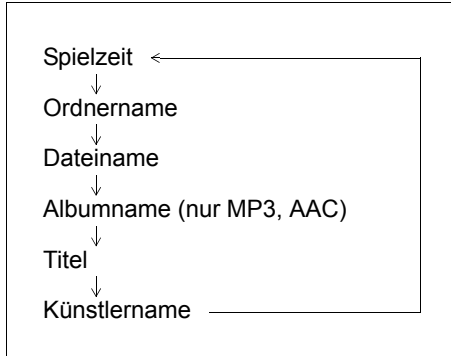 Spielzeit
Ordnername
Dateiname
Albumname (nur MP3, AAC)
Titel
Künstlername